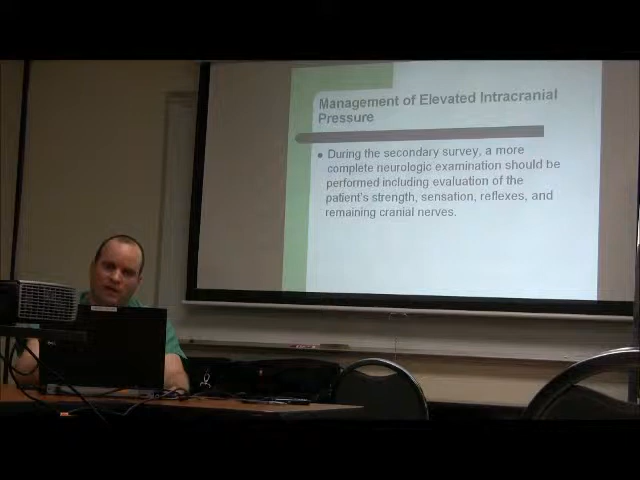 Management of Elevated Intracranial
Pressure
• During the secondary survey, a more
complete neurologic examination should be
performed including evaluation of the
patient's strength, sensation, reflexes, and
remaining cranial nerves.